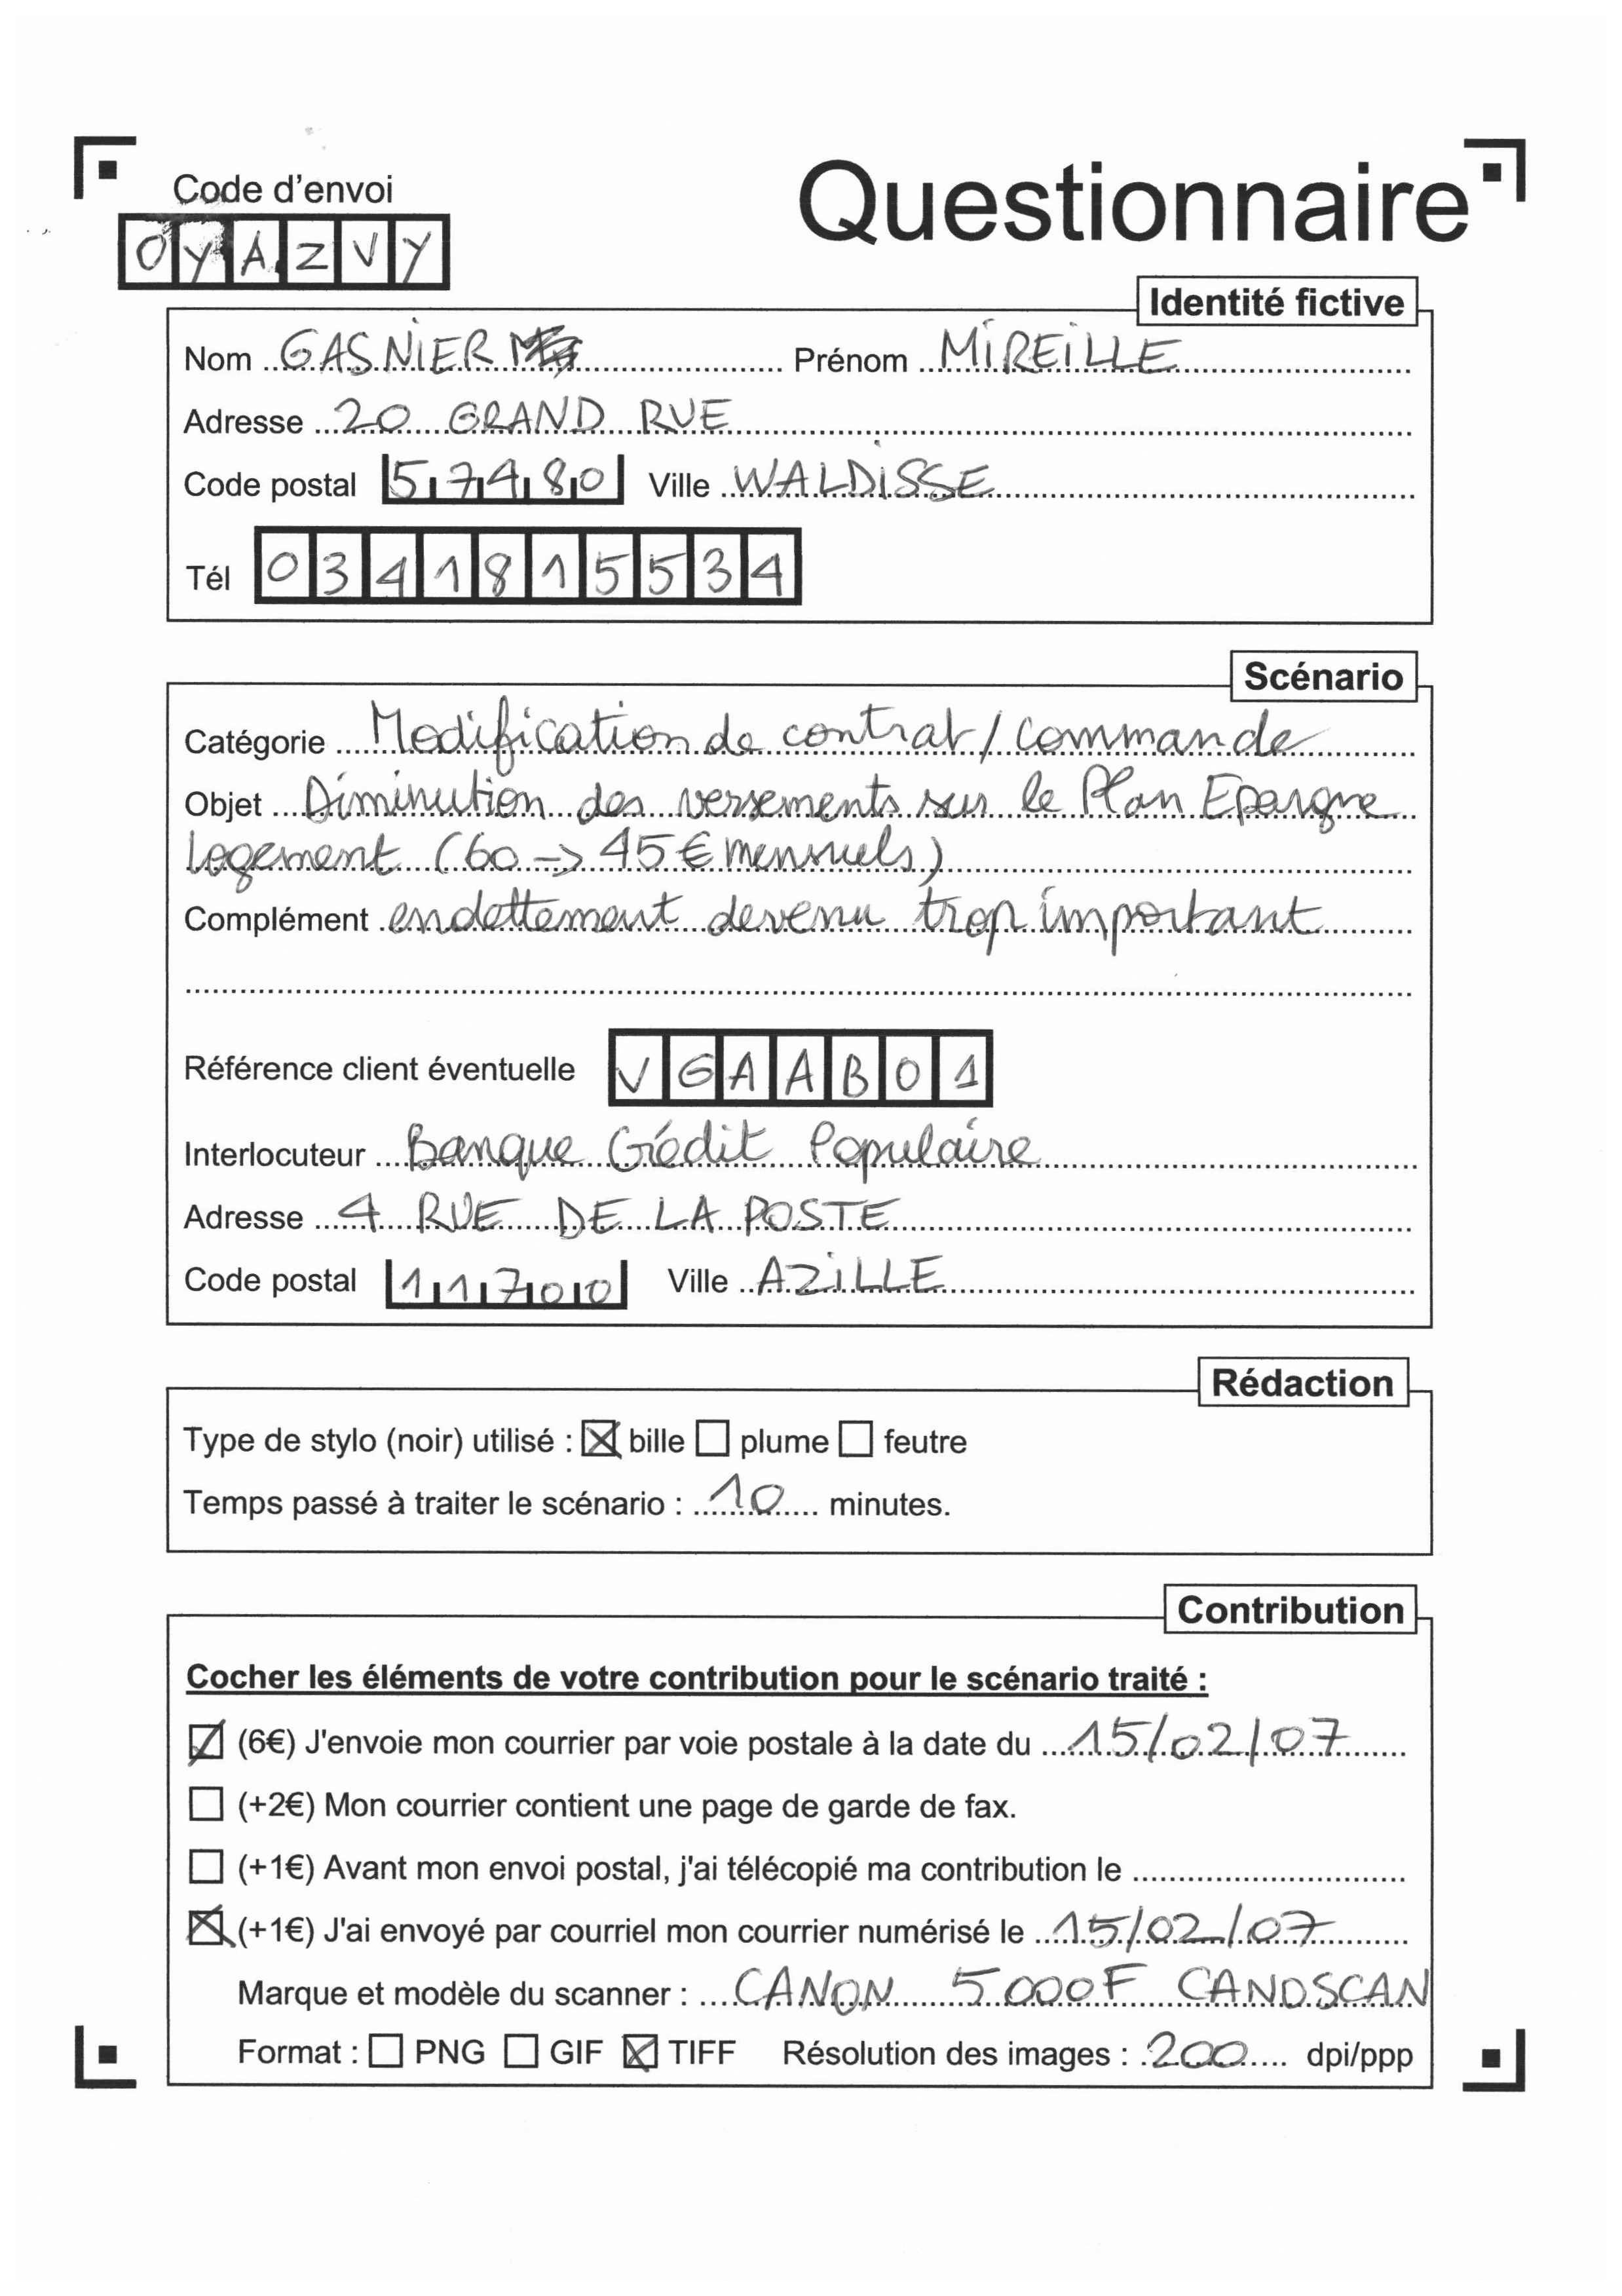 Code d'envoi
Questionnaire
OYAZVY
Identité fictive
Nom GASNIER Prénom MIREILLE
Adresse 20 GRAND RUE
Code postal 57480 Ville WALDISSE
Tél 0341815534
Scénario
Catégorie Modification de contrat / commande
Objet Diminution des versements sur le Plan Epargne
Logement (60 -> 45 € mensuels)
Complément endettement devenu trop important
Référence client éventuelle VGAAB01
Interlocuteur Banque Crédit Populaire
Adresse 4 RUE DE LA POSTE
Code postal 11700 Ville AZILLE
Rédaction
Type de stylo (noir) utilisé : bille plume feutre
Temps passé à traiter le scénario : 10 minutes.
Contribution
Cocher les éléments de votre contribution pour le scénario traité :
(6€) J'envoie mon courrier par voie postale à la date du 15/02/07
(+2€) Mon courrier contient une page de garde de fax.
(+1€) Avant mon envoi postal, j'ai télécopié ma contribution le
(+1€) J'ai envoyé par courriel mon courrier numérisé le 15/02/07
Marque et modèle du scanner : CANON 5000F CANOSCAN
Format : PNG GIF TIFF Résolution des images : 200 dpi/ppp